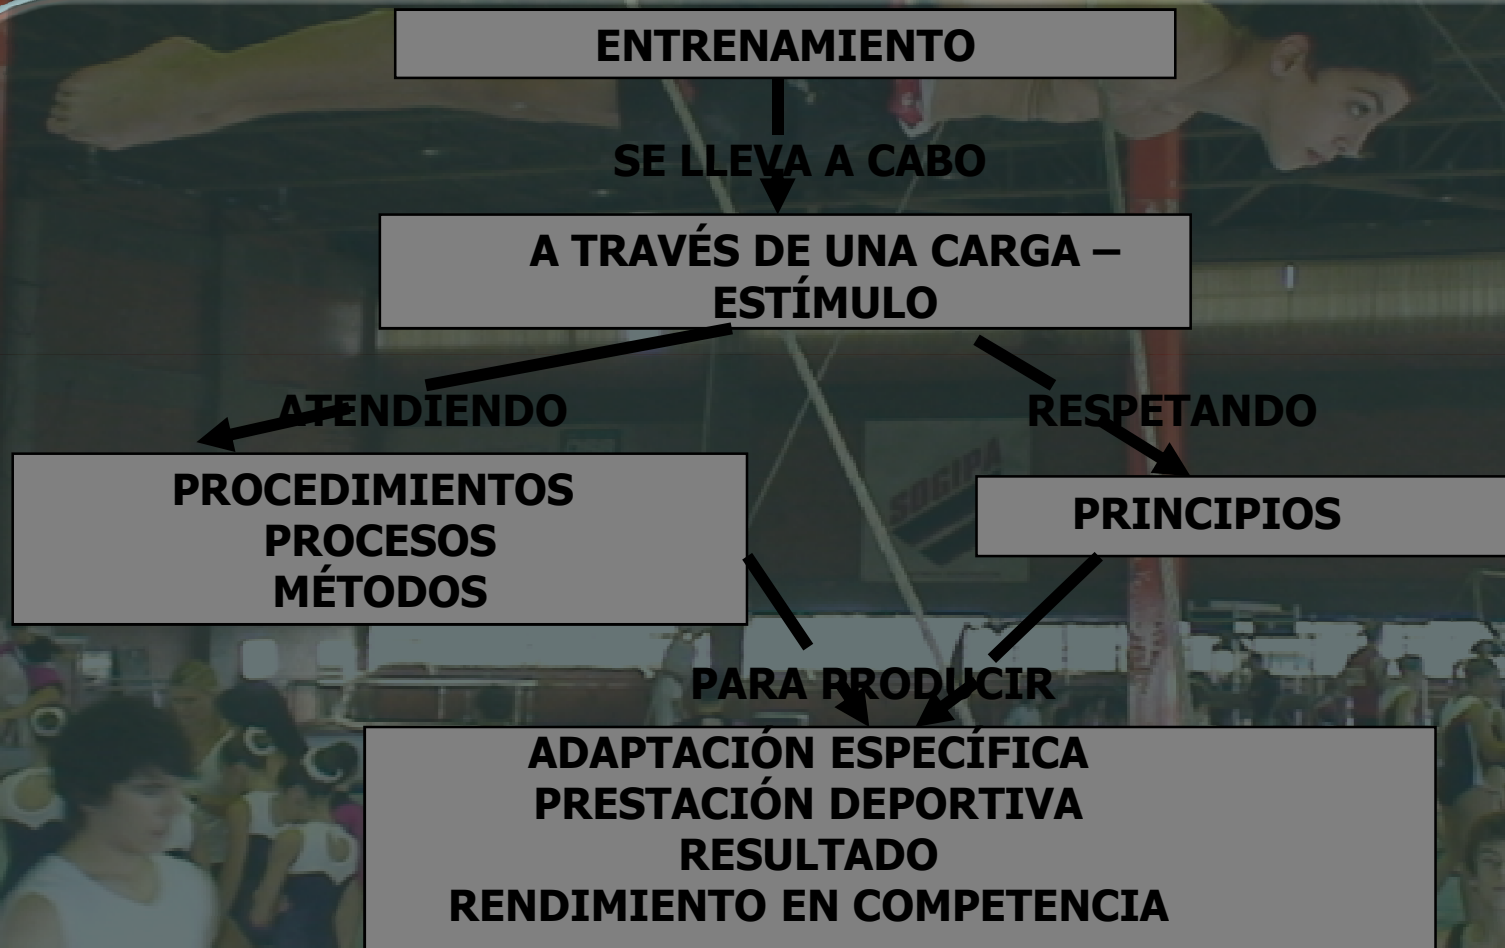 ENTRENAMIENTO
SE LLEVA A CABO
A TRAVÉS DE UNA CARGA –
ESTÍMULO
ATENDIENDO
RESPETANDO
PROCEDIMIENTOS
PROCESOS
MÉTODOS
PRINCIPIOS
SOGIPA
PARA PRODUCIR
ADAPTACIÓN ESPECÍFICA
PRESTACIÓN DEPORTIVA
RESULTADO
RENDIMIENTO EN COMPETENCIA